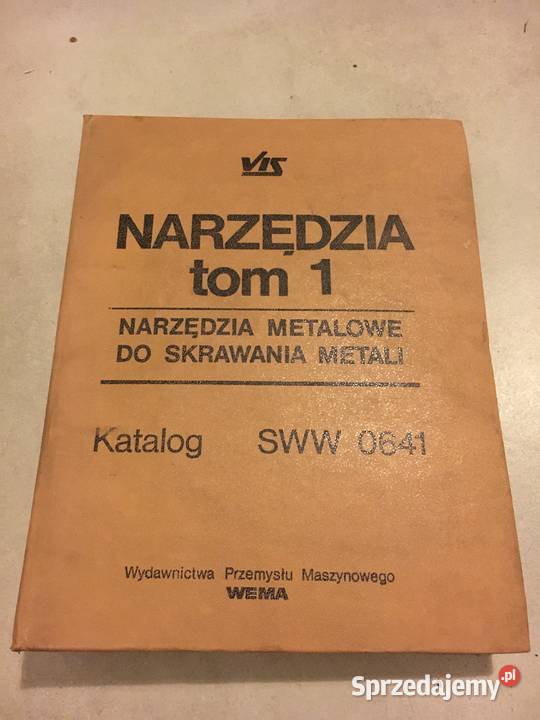 VIS
NARZĘDZIA
tom 1
NARZĘDZIA METALOWE
DO SKRAWANIA METALI
Katalog SWW 0641
Wydawnictwa Przemysłu Maszynowego
WEMA
Sprzedajemy.pl